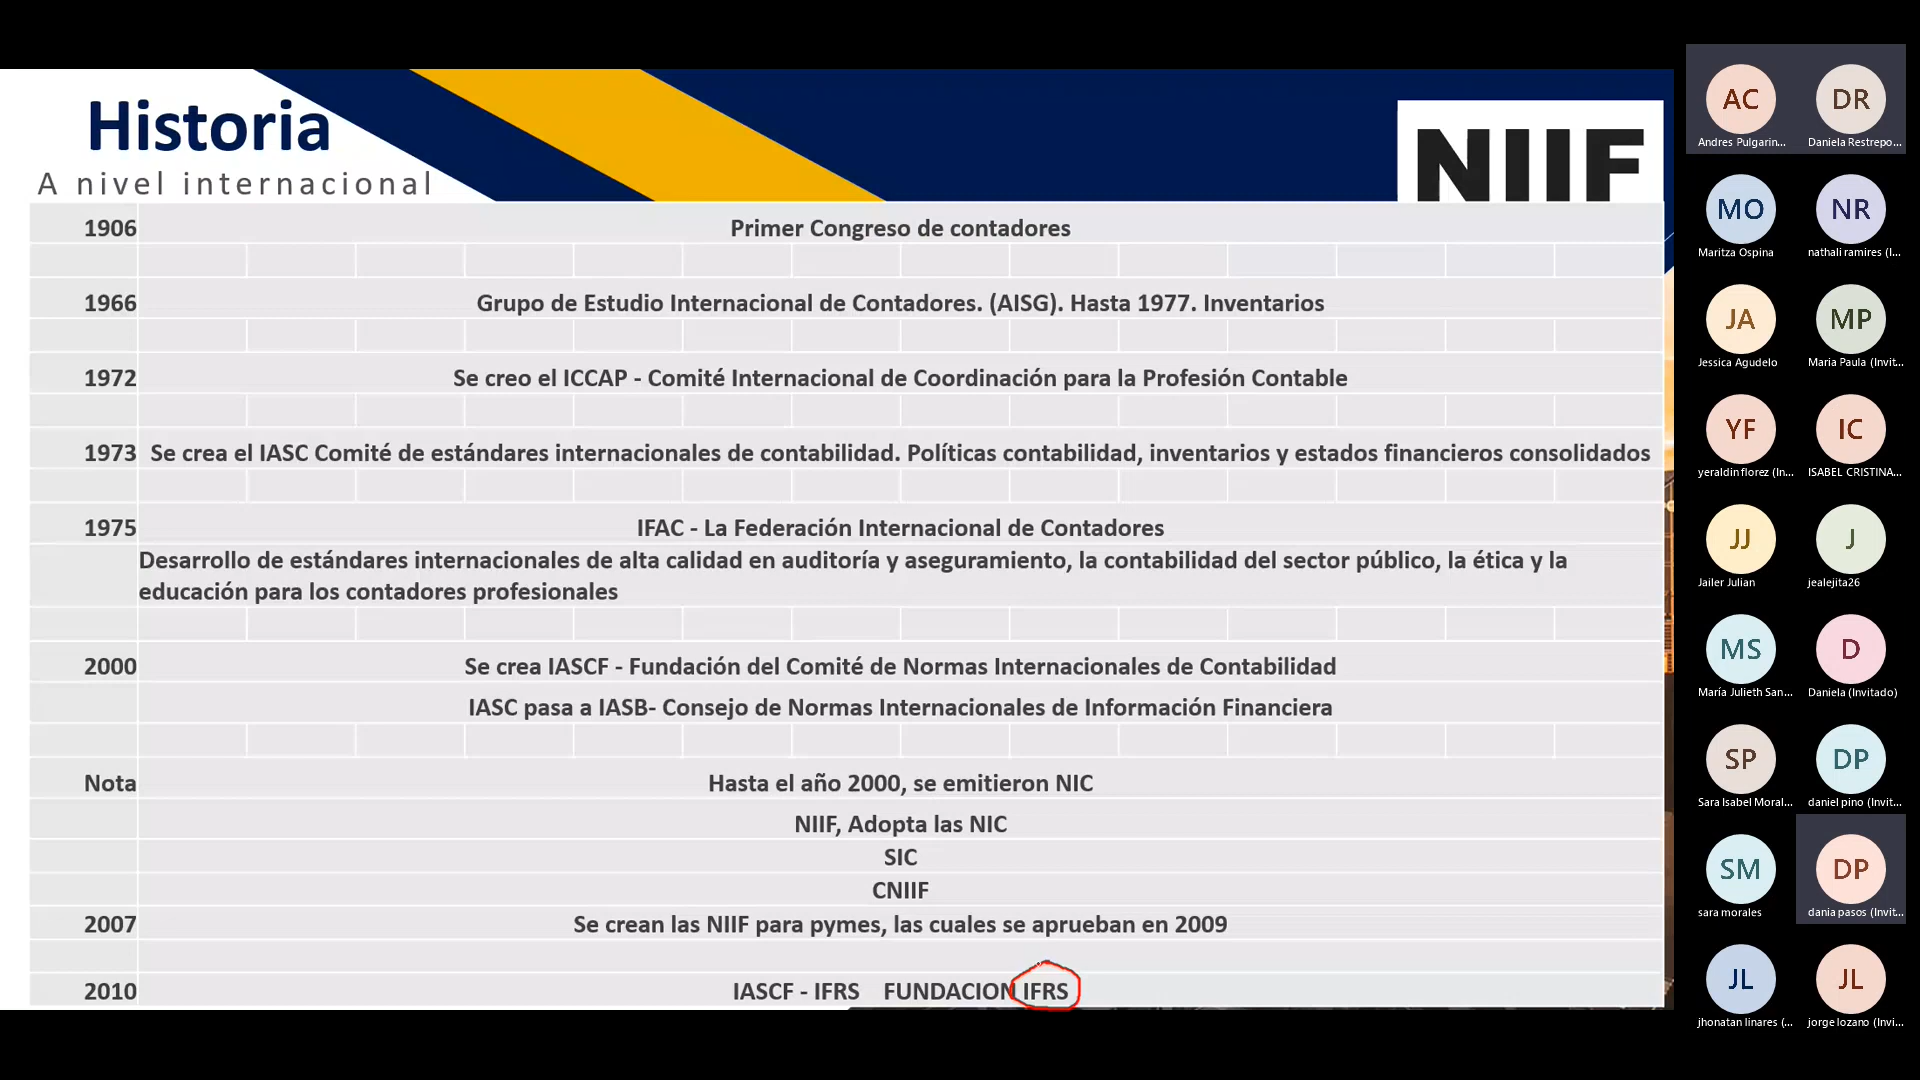 Historia
A nivel internacional
NIIF
1906 Primer Congreso de contadores
1966 Grupo de Estudio Internacional de Contadores. (AISG). Hasta 1977. Inventarios
1972 Se creo el ICCAP - Comité Internacional de Coordinación para la Profesión Contable
1973 Se crea el IASC Comité de estándares internacionales de contabilidad. Políticas contabilidad, inventarios y estados financieros consolidados
1975 IFAC - La Federación Internacional de Contadores
Desarrollo de estándares internacionales de alta calidad en auditoría y aseguramiento, la contabilidad del sector público, la ética y la
educación para los contadores profesionales
2000 Se crea IASCF - Fundación del Comité de Normas Internacionales de Contabilidad
IASC pasa a IASB- Consejo de Normas Internacionales de Información Financiera
Nota Hasta el año 2000, se emitieron NIC
NIIF, Adopta las NIC
SIC
CNIIF
2007 Se crean las NIIF para pymes, las cuales se aprueban en 2009
2010 IASCF - IFRS FUNDACION IFRS
AC DR
Andres Pulgarin... Daniela Restrepo...
MO NR
Maritza Ospina nathali ramires (I...
JA MP
Jessica Agudelo Maria Paula (Invit...
YF IC
yeraldin florez (In... ISABEL CRISTINA...
JJ J
Jailer Julian jealejita26
MS D
María Julieth San... Daniela (Invitado)
SP DP
Sara Isabel Moral... daniel pino (Invit...
SM DP
sara morales dania pasos (Invit...
JL JL
jhonatan linares (... jorge lozano (Invi...